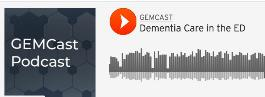 GEMCast
Podcast
GEMCAST
Dementia Care in the ED